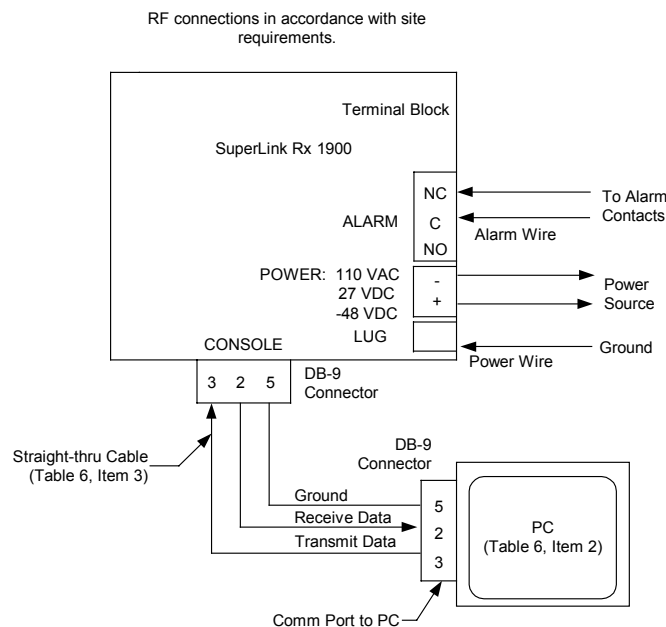 RF connections in accordance with site
requirements.
Terminal Block
SuperLink Rx 1900
NC
To Alarm
Contacts
ALARM
C
Alarm Wire
NO
POWER: 110 VAC
-
Power
27 VDC
+
Source
-48 VDC
LUG
Ground
Power Wire
CONSOLE
3 2 5
DB-9
Connector
Straight-thru Cable
(Table 6, Item 3)
DB-9
Connector
Ground
5
Receive Data
2
Transmit Data
3
PC
(Table 6, Item 2)
Comm Port to PC